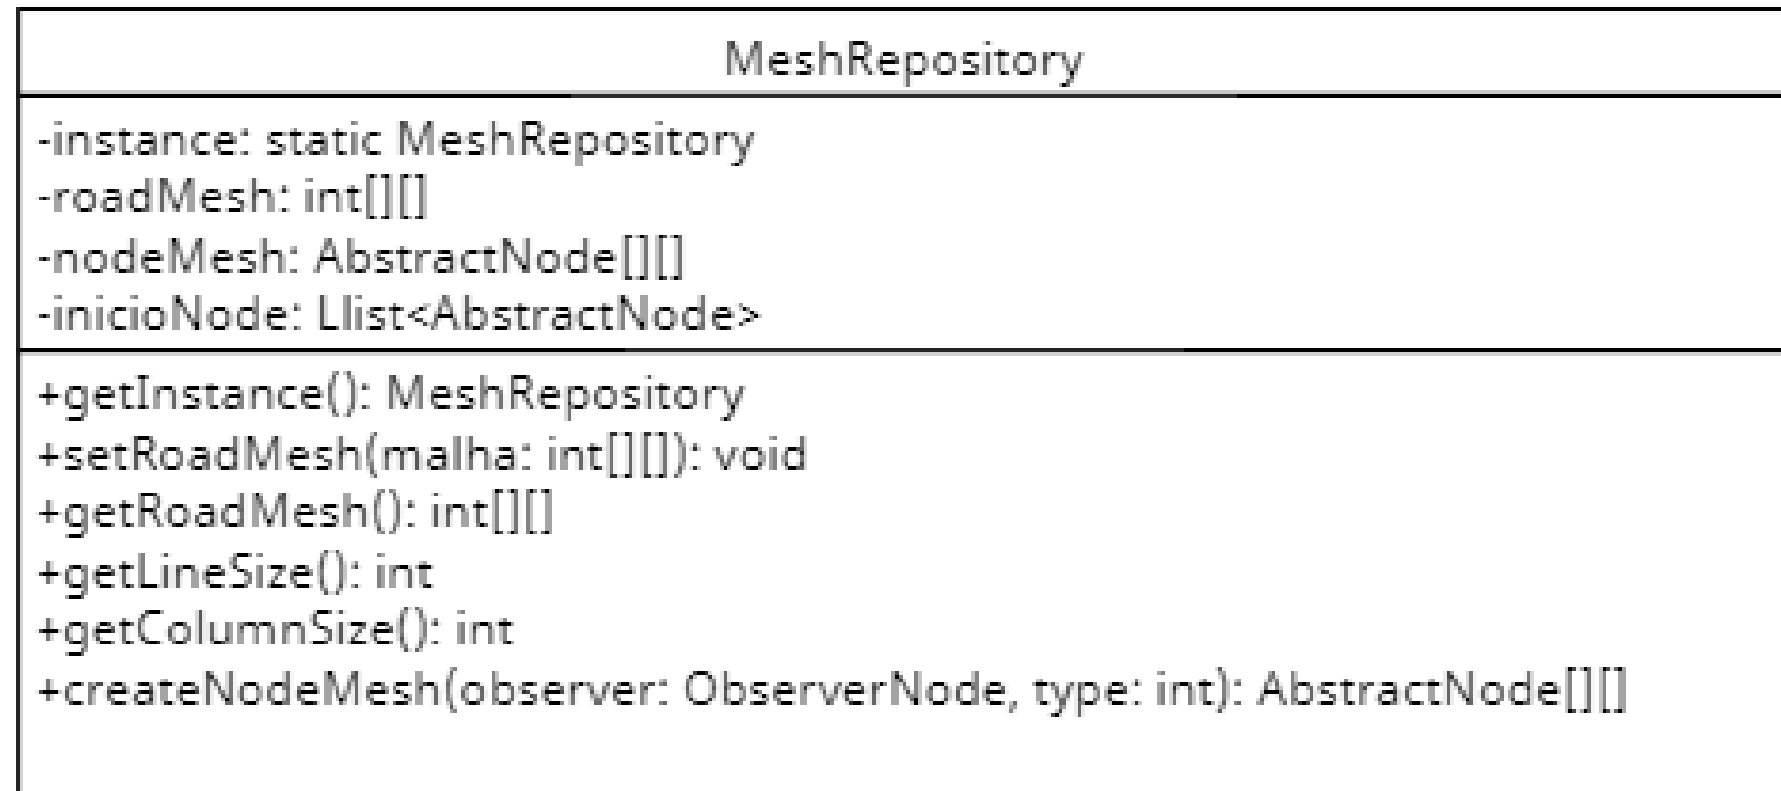 MeshRepository
-instance: static MeshRepository
-roadMesh: int[][]
-nodeMesh: AbstractNode[][]
-inicioNode: Llist<AbstractNode>
+getInstance(): MeshRepository
+setRoadMesh(malha: int[][]): void
+getRoadMesh(): int[][]
+getLineSize(): int
+getColumnSize(): int
+createNodeMesh(observer: ObserverNode, type: int): AbstractNode[][]